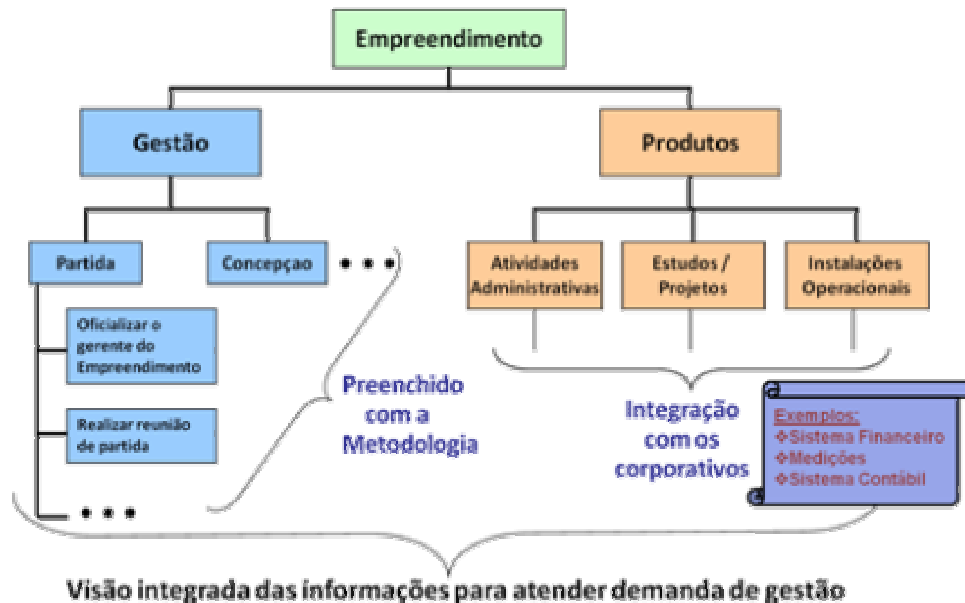 Empreendimento
Gestão
Produtos
Partida
Concepçao
Atividades
Administrativas
Estudos /
Projetos
Instalações
Operacionais
Oficializar o
gerente do
Empreendimento
Realizar reunião
de partida
Preenchido
com a
Metodologia
Integração
com os
corporativos
Exemplos:
❖Sistema Financeiro
❖Medições
❖Sistema Contábil
Visão integrada das informações para atender demanda de gestão